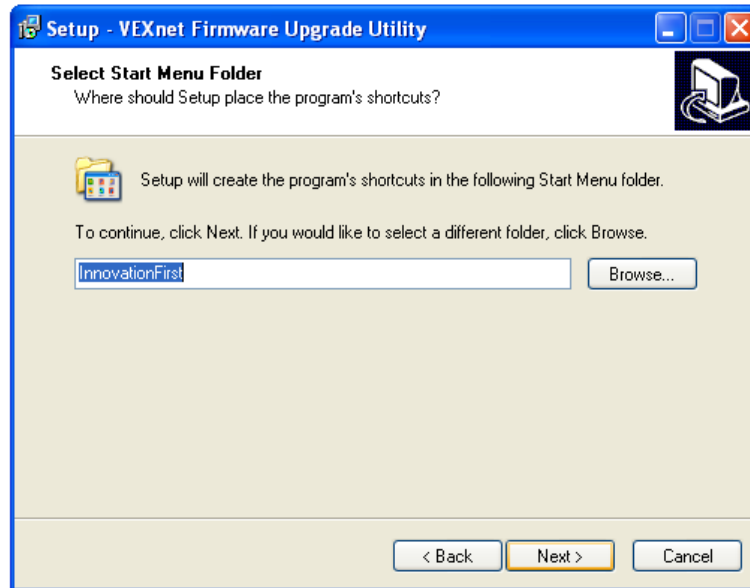 Setup - VEXnet Firmware Upgrade Utility
Select Start Menu Folder
Where should Setup place the program's shortcuts?
Setup will create the program's shortcuts in the following Start Menu folder.
To continue, click Next. If you would like to select a different folder, click Browse.
InnovationFirst
Browse...
< Back
Next >
Cancel